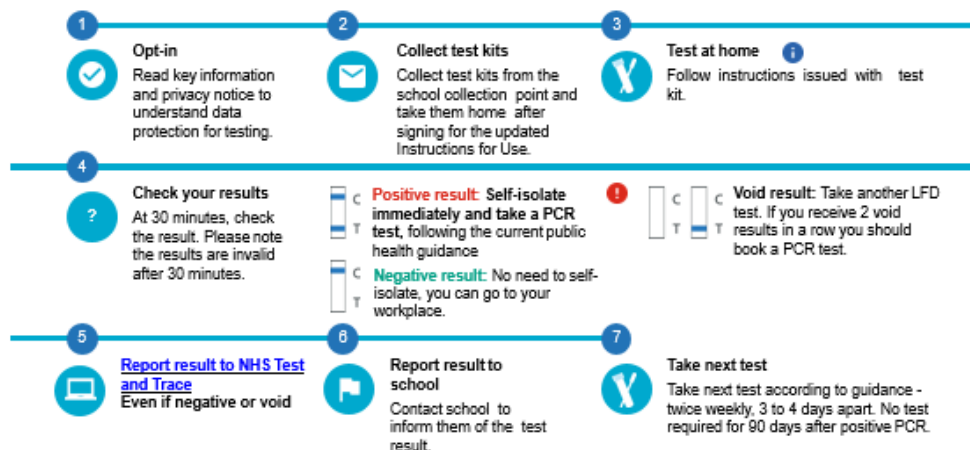 1
Opt-in
Read key information
and privacy notice to
understand data
protection for testing.
2
Collect test kits
Collect test kits from the
school collection point and
take them home after
signing for the updated
Instructions for Use.
3
Test at home i
Follow instructions issued with test
kit.
4
?
Check your results
At 30 minutes, check
the result. Please note
the results are invalid
after 30 minutes.
C
T
Positive result: Self-isolate
immediately and take a PCR
test, following the current public
health guidance
C
T
Negative result: No need to self-
isolate, you can go to your
workplace.
!
C C
T T
Void result: Take another LFD
test. If you receive 2 void
results in a row you should
book a PCR test.
5
Report result to NHS Test
and Trace
Even if negative or void
6
Report result to
school
Contact school to
inform them of the test
result.
7
Take next test
Take next test according to guidance -
twice weekly, 3 to 4 days apart. No test
required for 90 days after positive PCR.